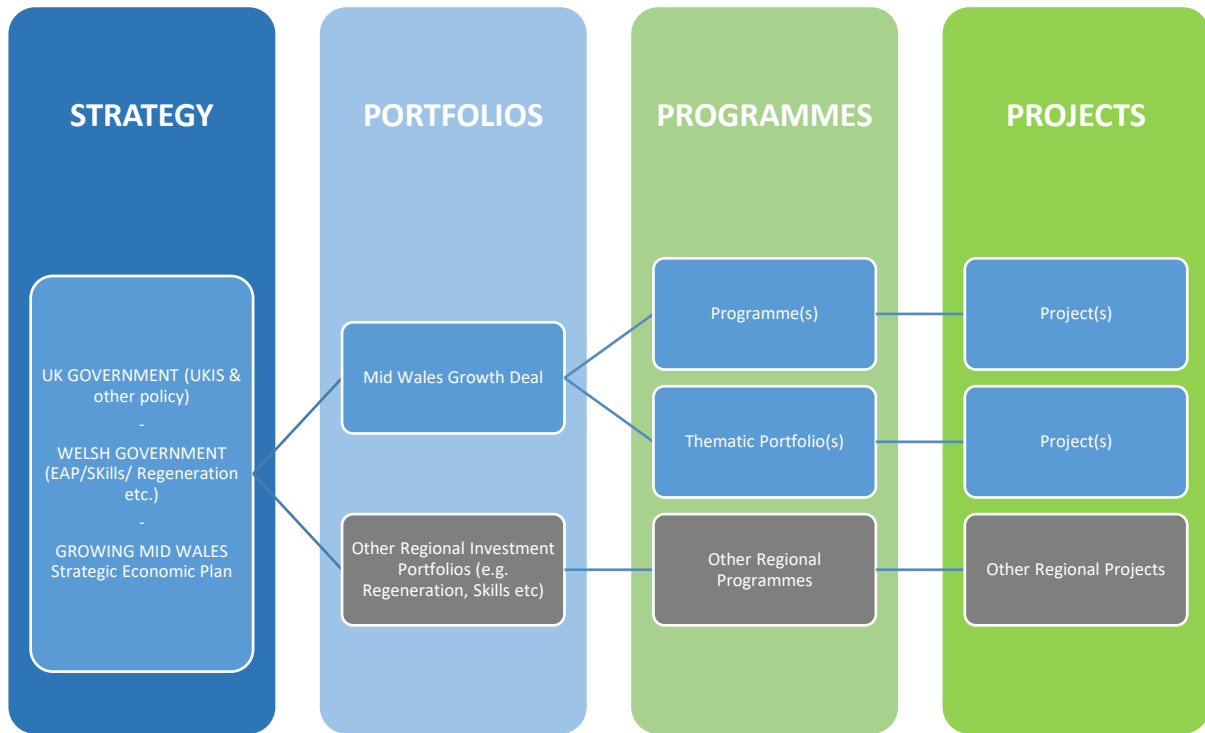 STRATEGY
PORTFOLIOS
PROGRAMMES
PROJECTS
UK GOVERNMENT (UKIS &
other policy)
-
WELSH GOVERNMENT
(EAP/SKills/ Regeneration
etc.)
-
GROWING MID WALES
Strategic Economic Plan
Mid Wales Growth Deal
Other Regional Investment
Portfolios (e.g.
Regeneration, Skills etc)
Programme(s)
Thematic Portfolio(s)
Other Regional
Programmes
Project(s)
Project(s)
Other Regional Projects